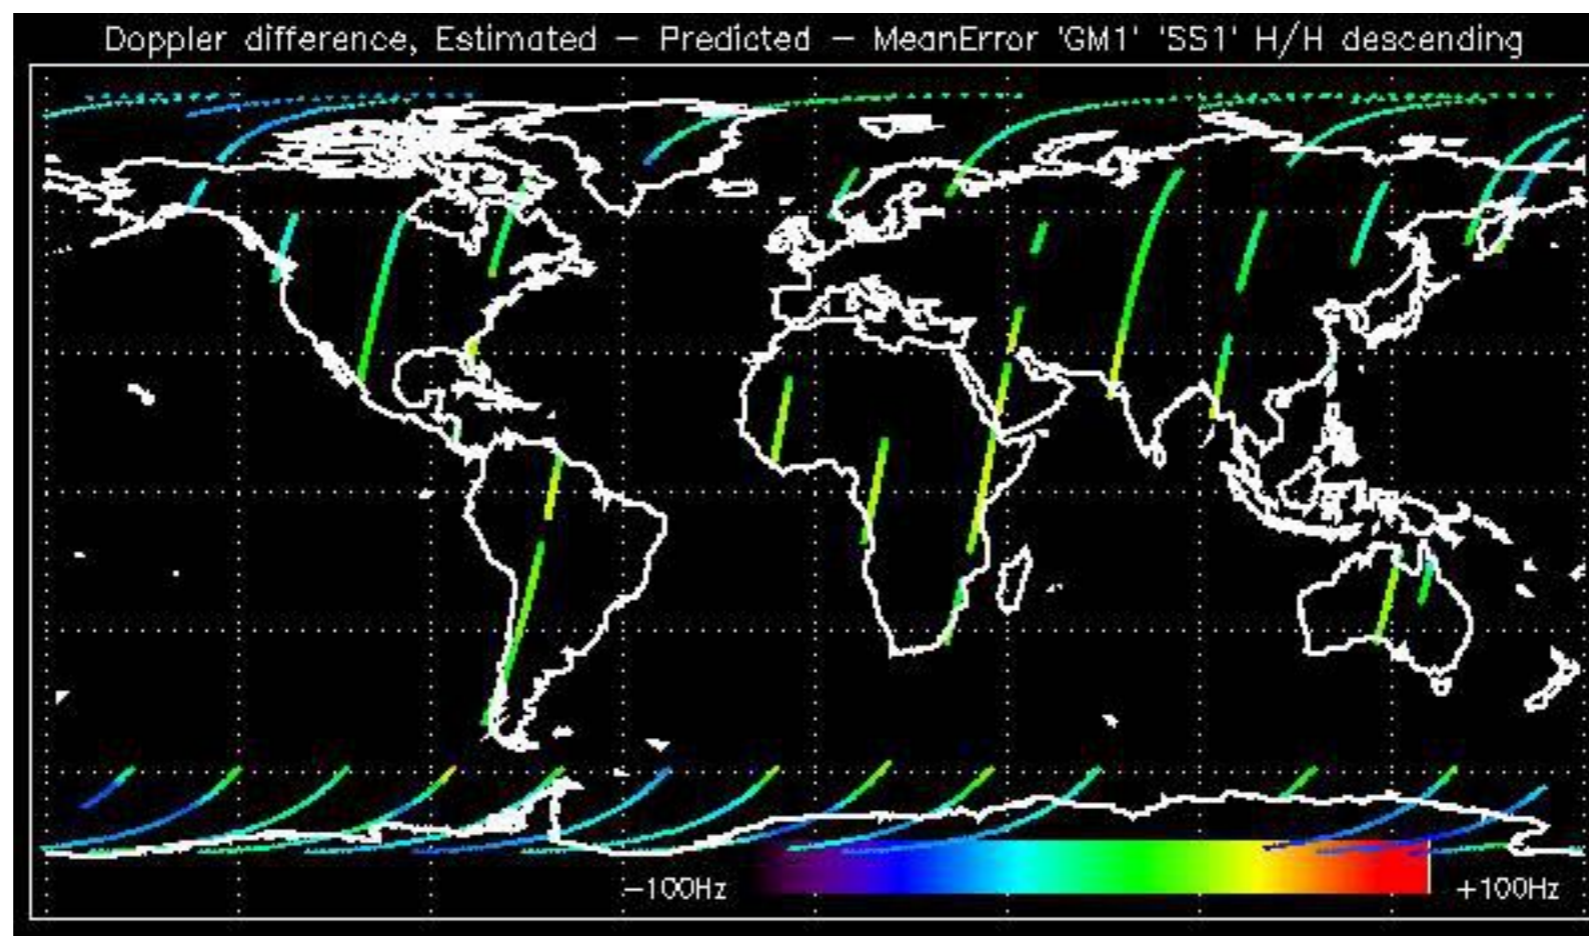 Doppler difference, Estimated – Predicted – MeanError 'GM1' 'SS1' H/H descending
-100Hz +100Hz